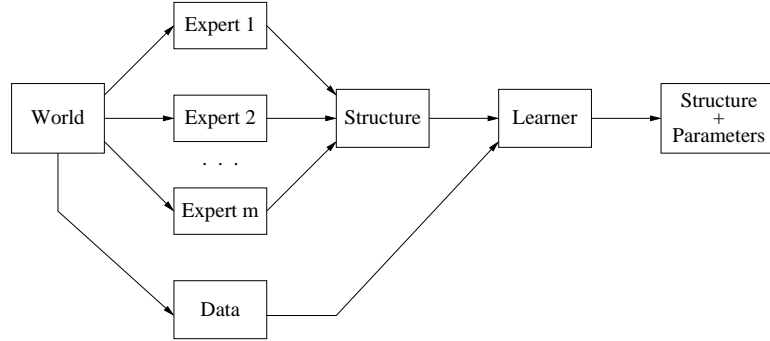 Expert 1
World
Expert 2
Structure
Learner
Structure
+
Parameters
. . .
Expert m
Data